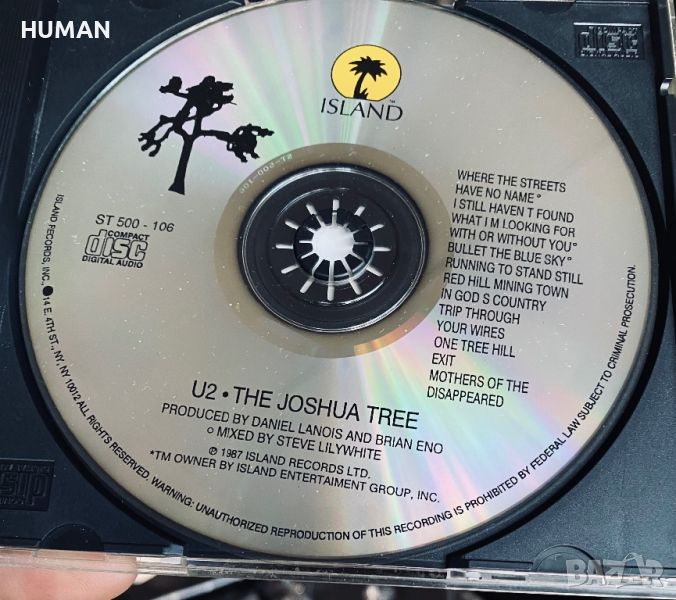 HUMAN
ISLAND™
WHERE THE STREETS
HAVE NO NAME°
I STILL HAVEN T FOUND
WHAT I M LOOKING FOR
WITH OR WITHOUT YOU°
BULLET THE BLUE SKY°
RUNNING TO STAND STILL
RED HILL MINING TOWN
IN GOD S COUNTRY
TRIP THROUGH
YOUR WIRES
ONE TREE HILL
EXIT
MOTHERS OF THE
DISAPPEARED
ST 500 - 106
COMPACT
disc
DIGITAL AUDIO
U2 • THE JOSHUA TREE
PRODUCED BY DANIEL LANOIS AND BRIAN ENO
○ MIXED BY STEVE LILYWHITE
℗ 1987 ISLAND RECORDS LTD.
*TM OWNER BY ISLAND ENTERTAIMENT GROUP, INC.
ISLAND RECORDS, INC., 14 E. 4TH ST., NY, NY, 10012 ALL RIGHTS RESERVED. WARNING: UNAUTHORIZED REPRODUCTION OF THIS RECORDING IS PROHIBITED BY FEDERAL LAW SUBJECT TO CRIMINAL PROSECUTION.
BAZAR